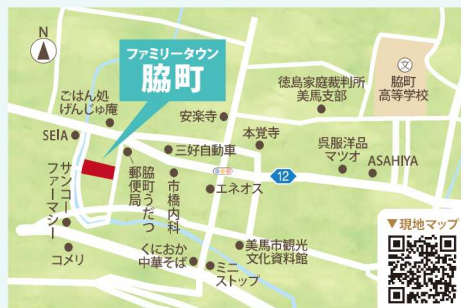 N
ファミリータウン
脇町
ごはん処
げんじゅ庵
SEIA
サンコー
ファーマシー
コメリ
脇町うだつ
郵便局
三好自動車
市橋内科
安楽寺
本覚寺
エネオス
くにおか
中華そば
ミニ
ストップ
美馬市観光
文化資料館
徳島家庭裁判所
美馬支部
文
脇町
高等学校
呉服洋品
マツオ
ASAHIYA
12
▼現地マップ